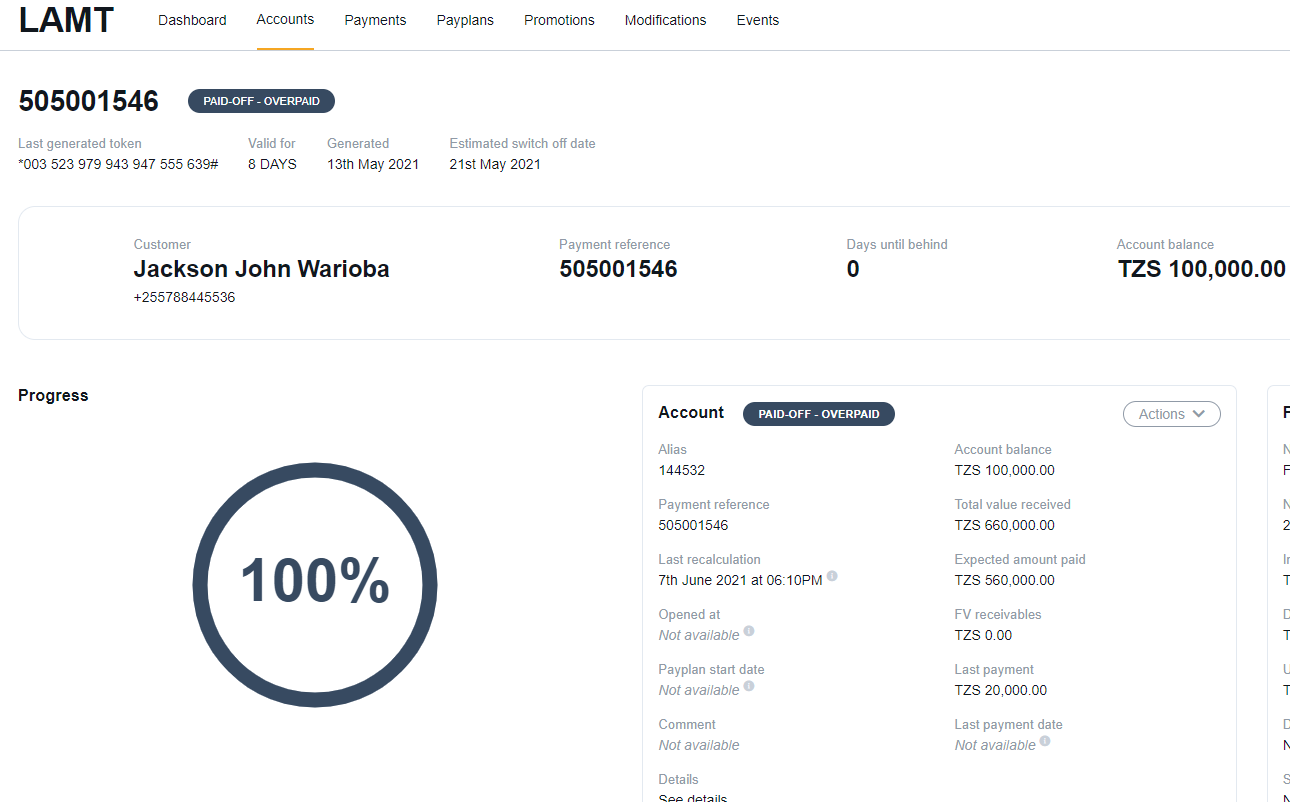 LAMT Dashboard Accounts Payments Payplans Promotions Modifications Events
505001546 PAID-OFF - OVERPAID
Last generated token Valid for Generated Estimated switch off date
*003 523 979 943 947 555 639# 8 DAYS 13th May 2021 21st May 2021
Customer Payment reference Days until behind Account balance
Jackson John Warioba 505001546 0 TZS 100,000.00
+255788445536
Progress
100%
Account PAID-OFF - OVERPAID Actions
Alias Account balance
144532 TZS 100,000.00
Payment reference Total value received
505001546 TZS 660,000.00
Last recalculation Expected amount paid
7th June 2021 at 06:10PM TZS 560,000.00
Opened at FV receivables
Not available TZS 0.00
Payplan start date Last payment
Not available TZS 20,000.00
Comment Last payment date
Not available Not available
Details
See details